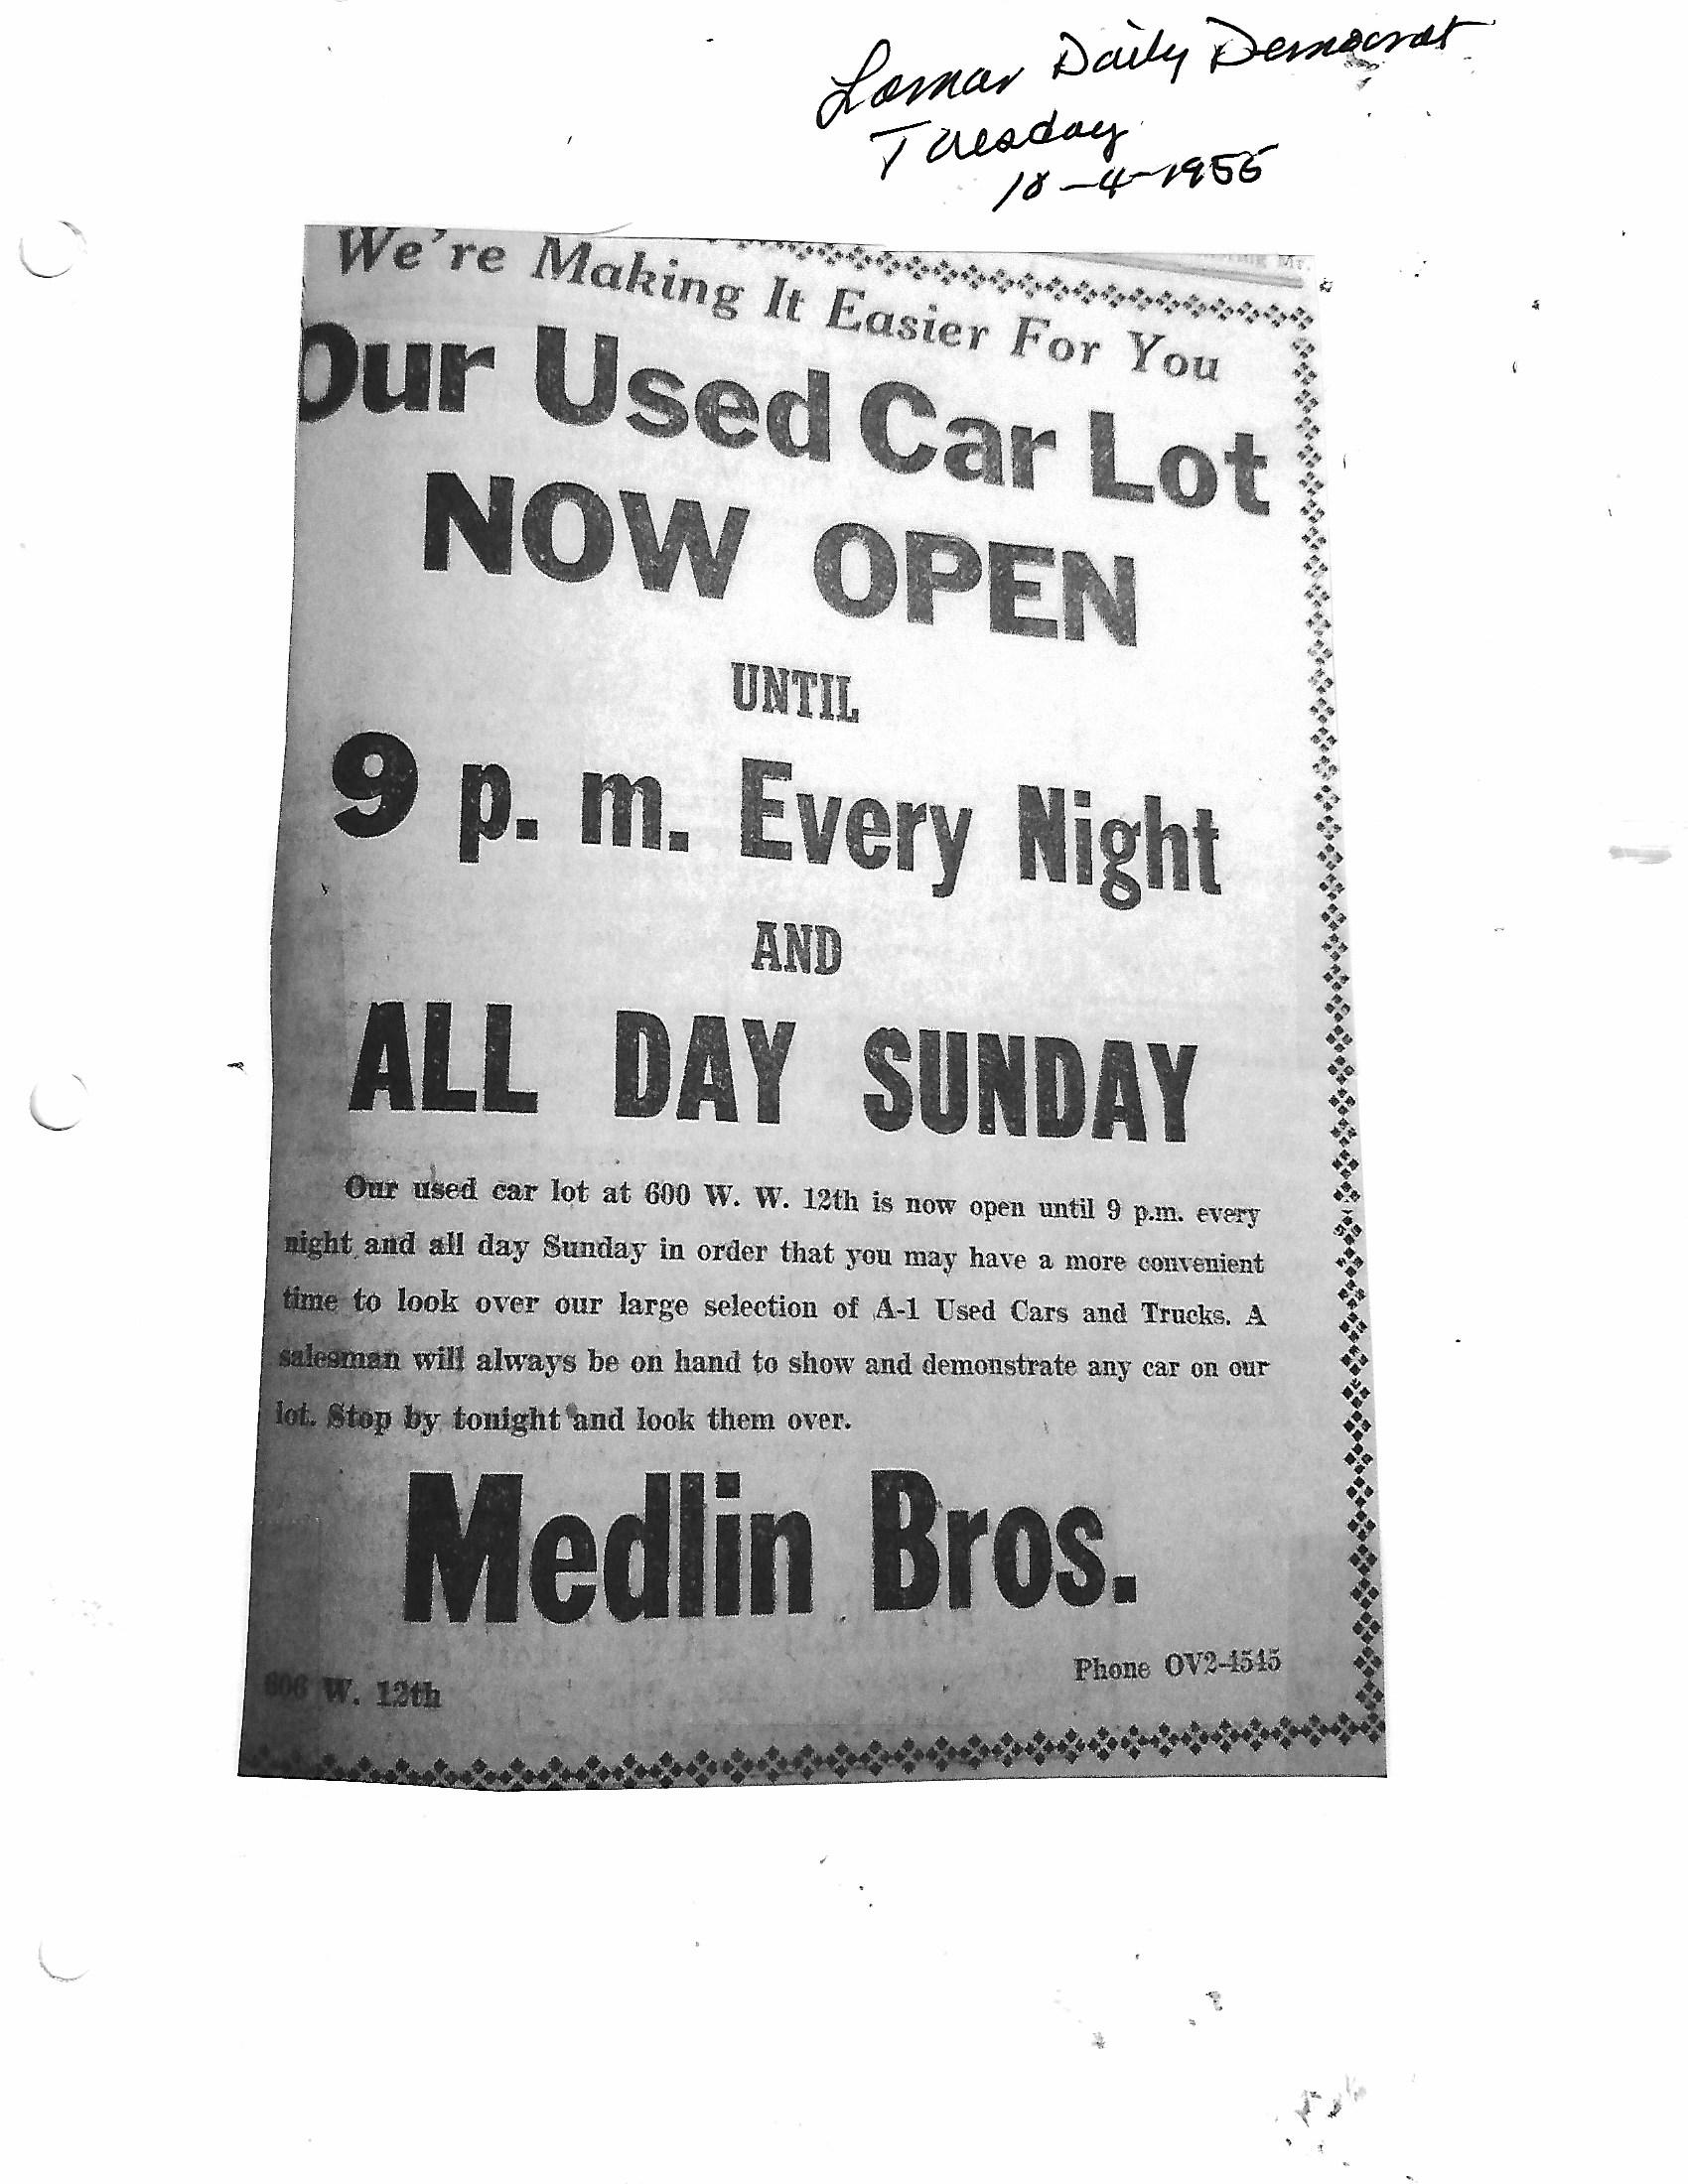 Lamar Daily Democrat
Tuesday
10-4-1955
We're Making It Easier For You
Our Used Car Lot
NOW OPEN
UNTIL
9 p. m. Every Night
AND
ALL DAY SUNDAY
Our used car lot at 600 W. W. 12th is now open until 9 p.m. every
night and all day Sunday in order that you may have a more convenient
time to look over our large selection of A-1 Used Cars and Trucks. A
salesman will always be on hand to show and demonstrate any car on our
lot. Stop by tonight and look them over.
Medlin Bros.
606 W. 12th
Phone OV2-4545